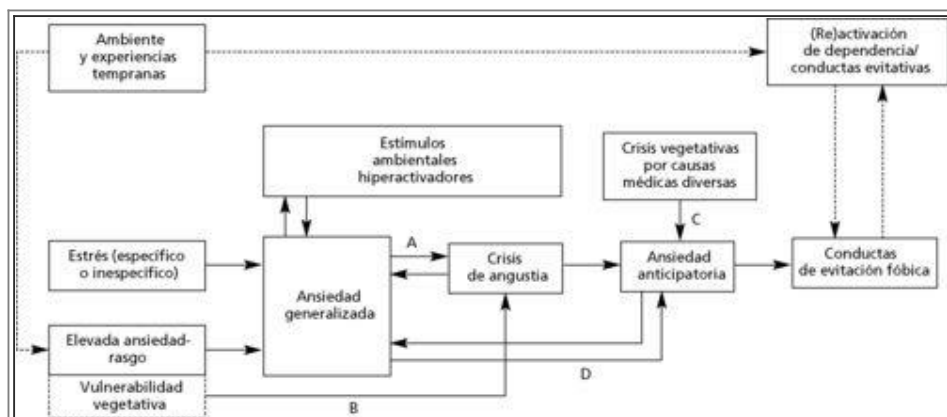 Ambiente
y experiencias
tempranas
(Re)activación
de dependencia/
conductas evitativas
Estímulos
ambientales
hiperactivadores
Crisis vegetativas
por causas
médicas diversas
C
Estrés (específico
o inespecífico)
Ansiedad
generalizada
A
Crisis
de angustia
Ansiedad
anticipatoria
Conductas
de evitación fóbica
Elevada ansiedad-
rasgo
Vulnerabilidad
vegetativa
B
D